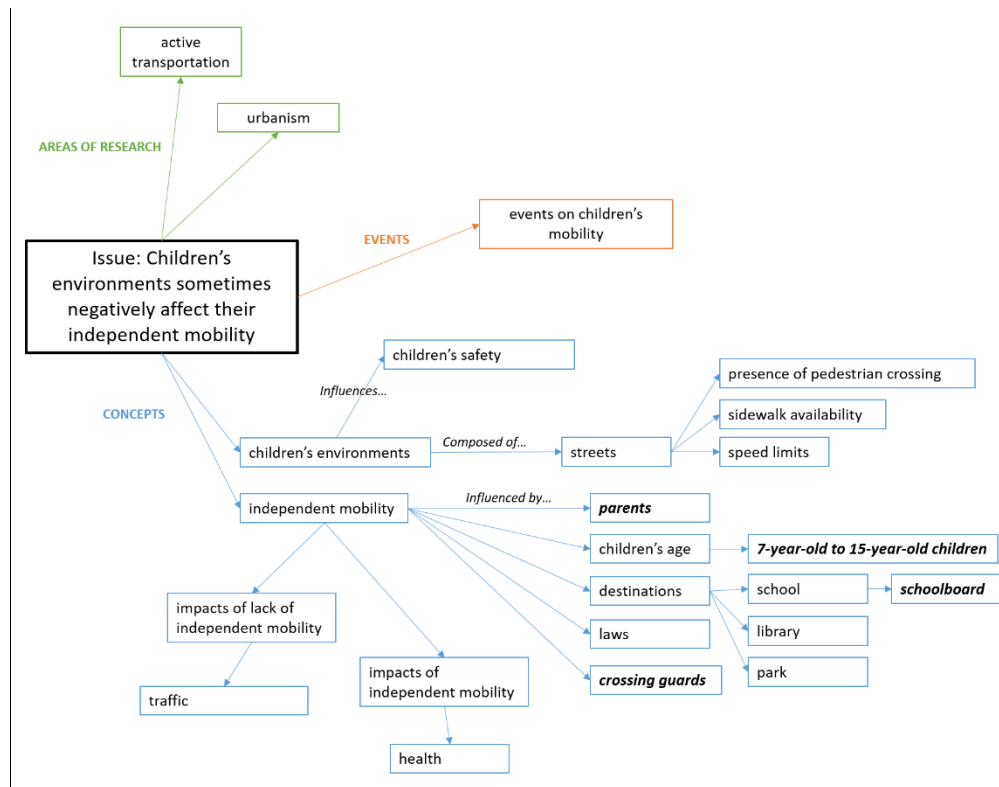 active
transportation
urbanism
AREAS OF RESEARCH
events on children's
mobility
EVENTS
Issue: Children's
environments sometimes
negatively affect their
independent mobility
children's safety
presence of pedestrian crossing
Influences...
CONCEPTS
sidewalk availability
children's environments
Composed of...
streets
speed limits
independent mobility
Influenced by...
parents
children's age
7-year-old to 15-year-old children
destinations
school
schoolboard
impacts of lack of
independent mobility
laws
library
impacts of
independent mobility
crossing guards
park
traffic
health